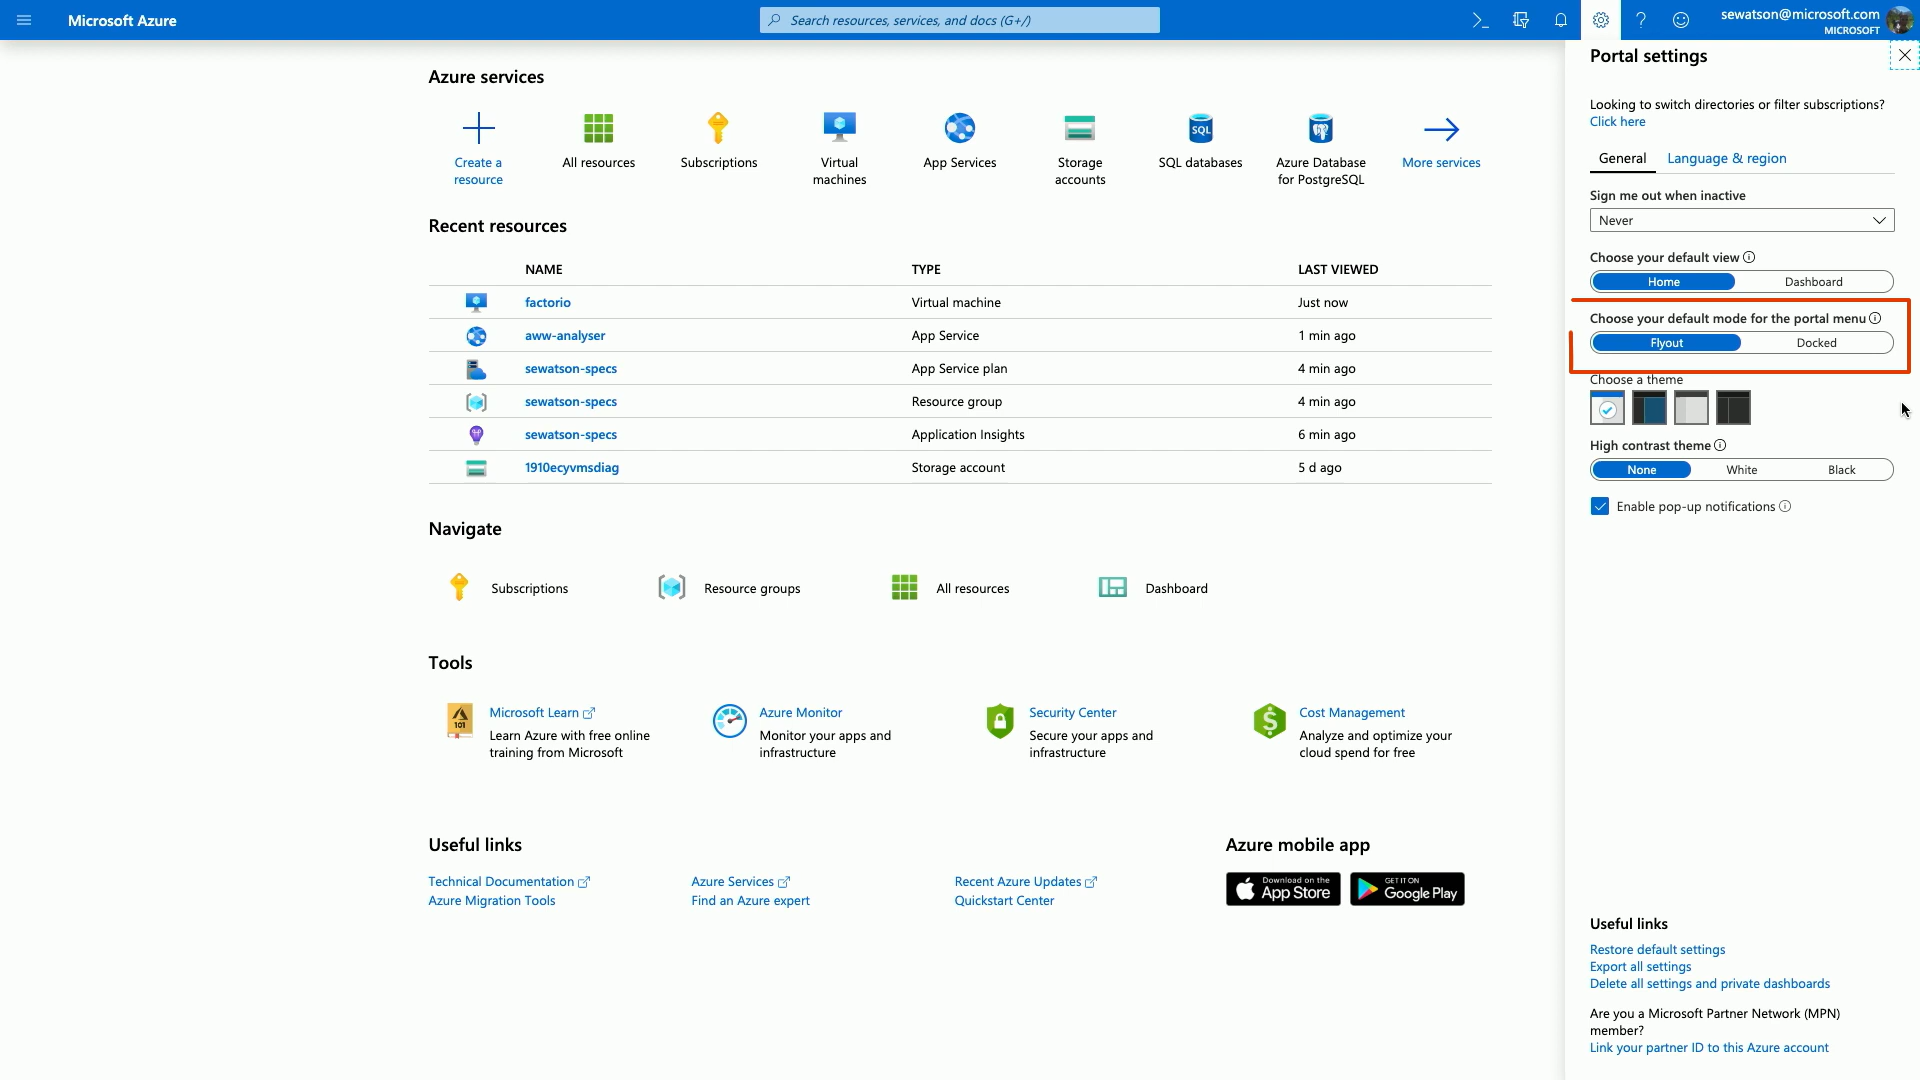 Microsoft Azure
Search resources, services, and docs (G+/)
sewatson@microsoft.com
MICROSOFT
Azure services
Create a
resource
All resources
Subscriptions
Virtual
machines
App Services
Storage
accounts
SQL
SQL databases
Azure Database
for PostgreSQL
More services
Recent resources
NAME TYPE LAST VIEWED
factorio Virtual machine Just now
aww-analyser App Service 1 min ago
sewatson-specs App Service plan 4 min ago
sewatson-specs Resource group 4 min ago
sewatson-specs Application Insights 6 min ago
1910ecyvmsdiag Storage account 5 d ago
Navigate
Subscriptions
Resource groups
All resources
Dashboard
Tools
101
Microsoft Learn
Learn Azure with free online
training from Microsoft
Azure Monitor
Monitor your apps and
infrastructure
Security Center
Secure your apps and
infrastructure
Cost Management
Analyze and optimize your
cloud spend for free
Useful links
Technical Documentation
Azure Migration Tools
Azure Services
Find an Azure expert
Recent Azure Updates
Quickstart Center
Azure mobile app
Download on the
App Store
GET IT ON
Google Play
Portal settings
Looking to switch directories or filter subscriptions?
Click here
General Language & region
Sign me out when inactive
Never
Choose your default view
Home Dashboard
Choose your default mode for the portal menu
Flyout Docked
Choose a theme
High contrast theme
None White Black
Enable pop-up notifications
Useful links
Restore default settings
Export all settings
Delete all settings and private dashboards
Are you a Microsoft Partner Network (MPN)
member?
Link your partner ID to this Azure account